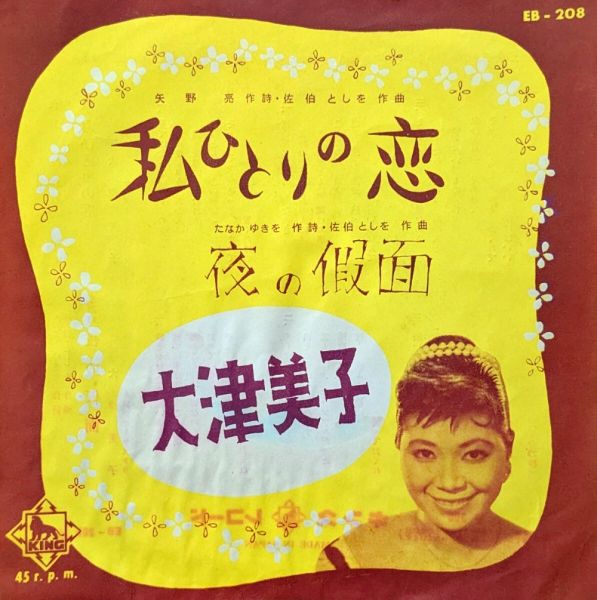 EB-208
矢野 亮 作詩・佐伯 としを 作曲
私ひとりの恋
たなか ゆきを 作詩・佐伯 としを 作曲
夜の假面
大津美子
KING
45 r. p. m.